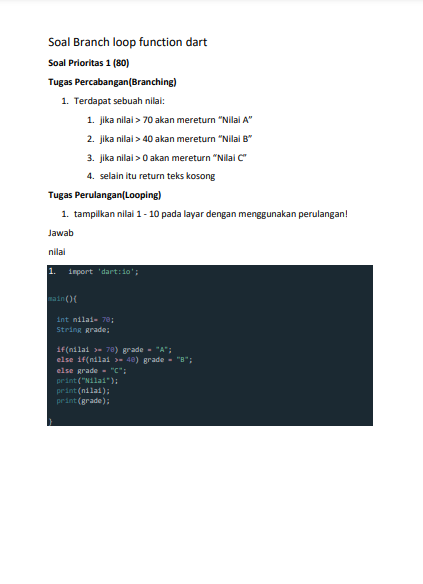 Soal Branch loop function dart
Soal Prioritas 1 (80)
Tugas Percabangan(Branching)
1. Terdapat sebuah nilai:
1. jika nilai > 70 akan mereturn “Nilai A”
2. jika nilai > 40 akan mereturn “Nilai B”
3. jika nilai > 0 akan mereturn “Nilai C”
4. selain itu return teks kosong
Tugas Perulangan(Looping)
1. tampilkan nilai 1 - 10 pada layar dengan menggunakan perulangan!
Jawab
nilai
1. import 'dart:io';
main(){
int nilai= 70;
String grade;
if(nilai >= 70) grade = "A";
else if(nilai >= 40) grade = "B";
else grade = "C";
print("Nilai");
print(nilai);
print(grade);
}